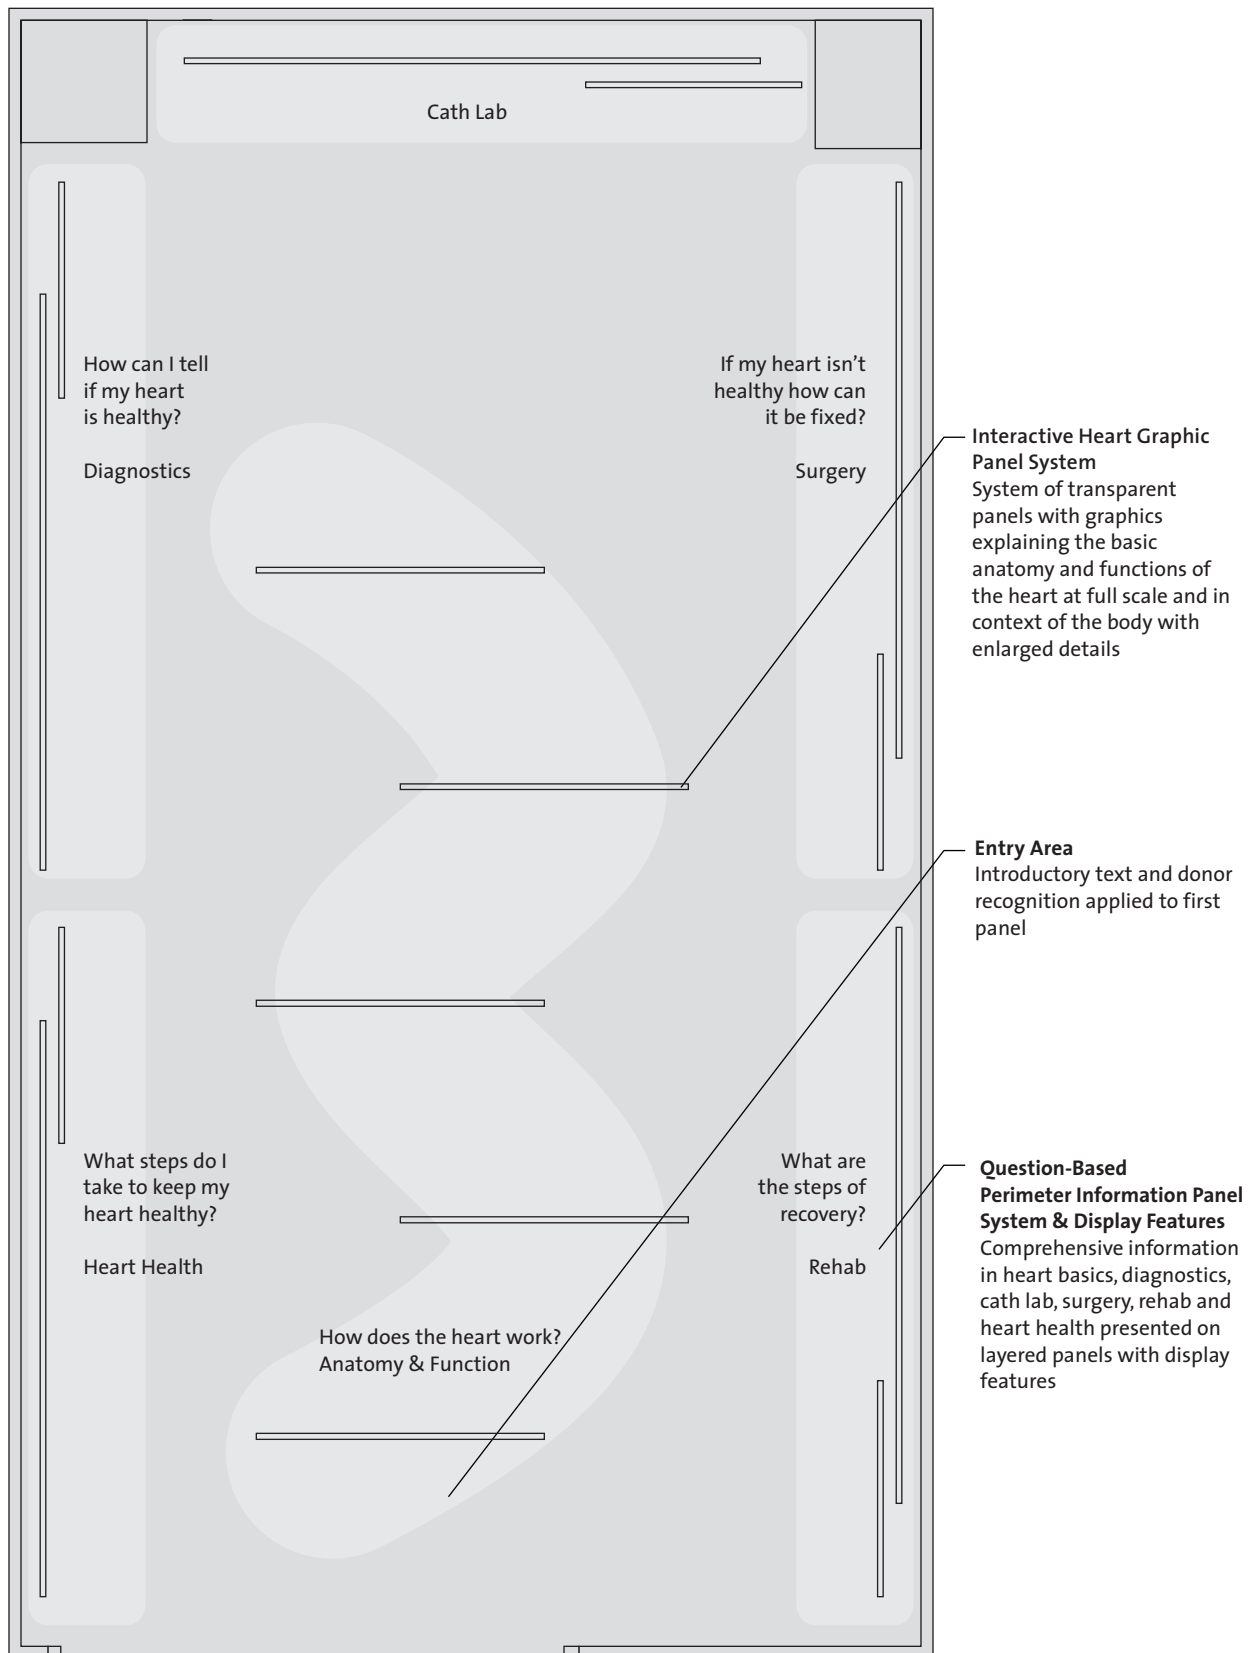 Cath Lab
How can I tell
if my heart
is healthy?
Diagnostics
If my heart isn’t
healthy how can
it be fixed?
Surgery
Interactive Heart Graphic
Panel System
System of transparent
panels with graphics
explaining the basic
anatomy and functions of
the heart at full scale and in
context of the body with
enlarged details
Entry Area
Introductory text and donor
recognition applied to first
panel
What steps do I
take to keep my
heart healthy?
Heart Health
What are
the steps of
recovery?
Rehab
Question-Based
Perimeter Information Panel
System & Display Features
Comprehensive information
in heart basics, diagnostics,
cath lab, surgery, rehab and
heart health presented on
layered panels with display
features
How does the heart work?
Anatomy & Function